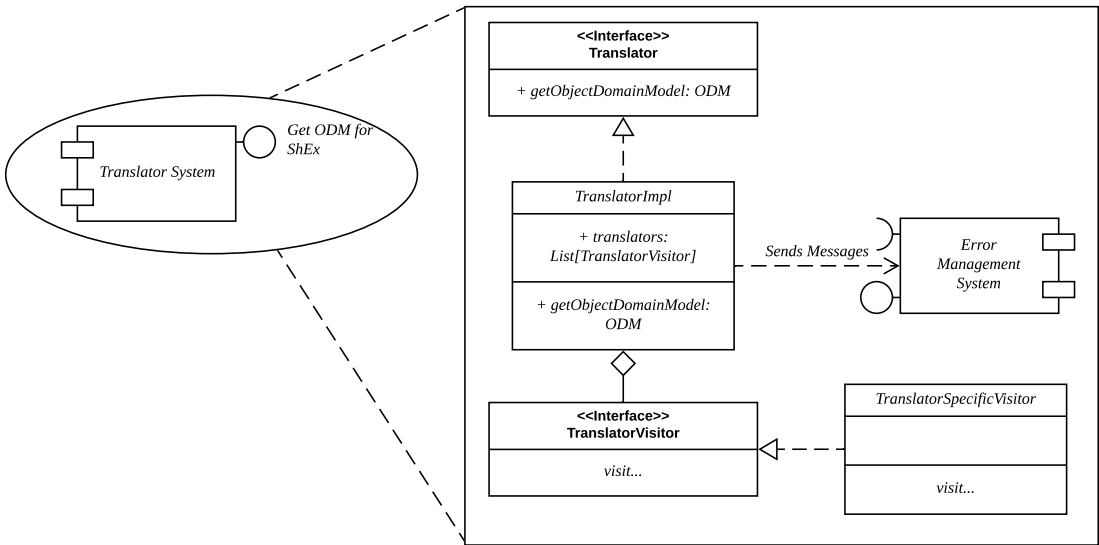 Get ODM for
ShEx
Translator System
<<Interface>>
Translator
+ getObjectDomainModel: ODM
TranslatorImpl
+ translators:
List[TranslatorVisitor]
+ getObjectDomainModel:
ODM
Sends Messages
Error
Management
System
<<Interface>>
TranslatorVisitor
visit...
TranslatorSpecificVisitor
visit...